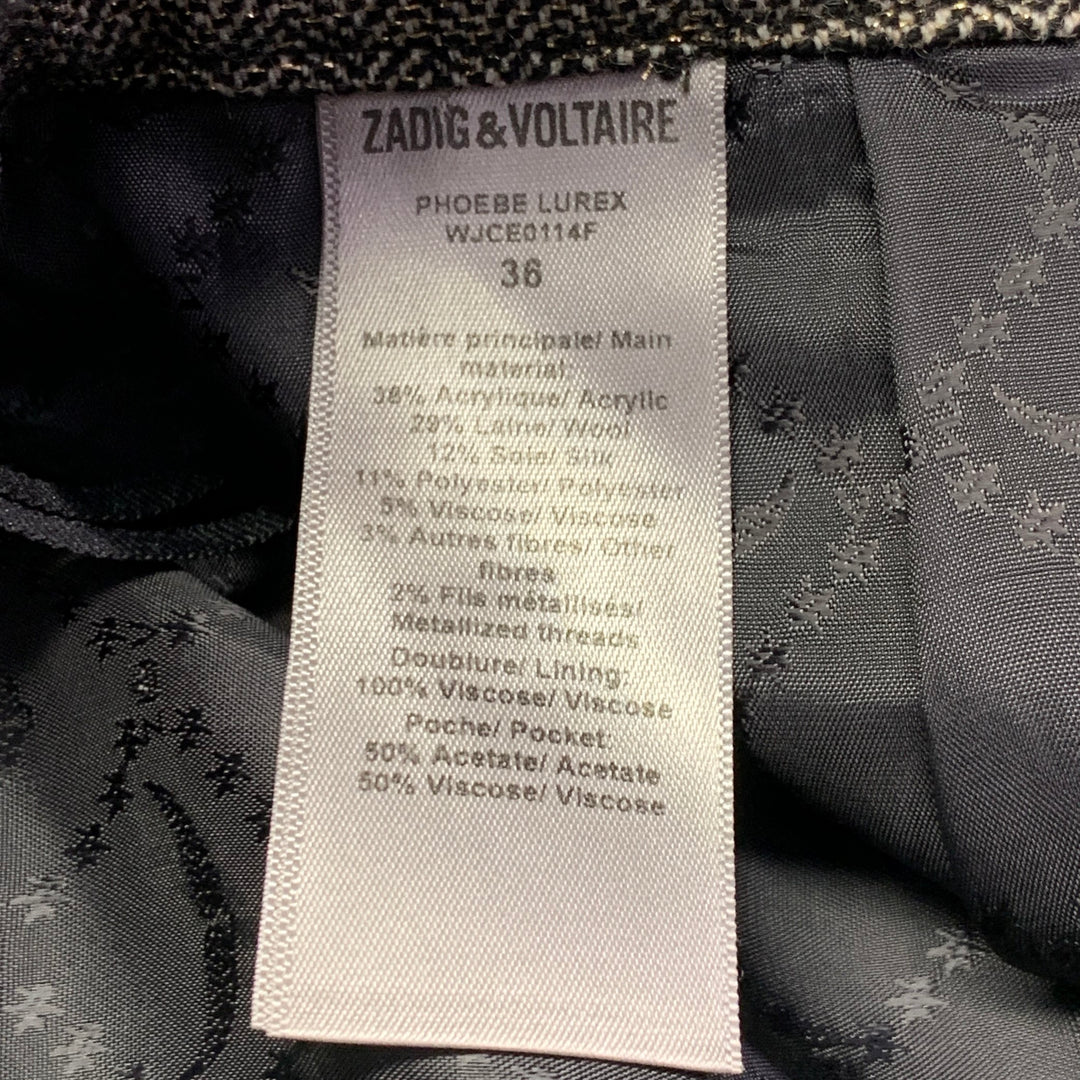 ZADIG & VOLTAIRE
PHOEBE LUREX
WJCE0114F
36
Matière principale/ Main
material
38% Acrylique/ Acrylic
29% Laine/ Wool
12% Soie/ Silk
11% Polyester/ Polyester
5% Viscose/ Viscose
3% Autres fibres/ Other
fibres
2% Fils métallisés/
Metallized threads
Doublure/ Lining:
100% Viscose/ Viscose
Poche/ Pocket:
50% Acetate/ Acetate
50% Viscose/ Viscose